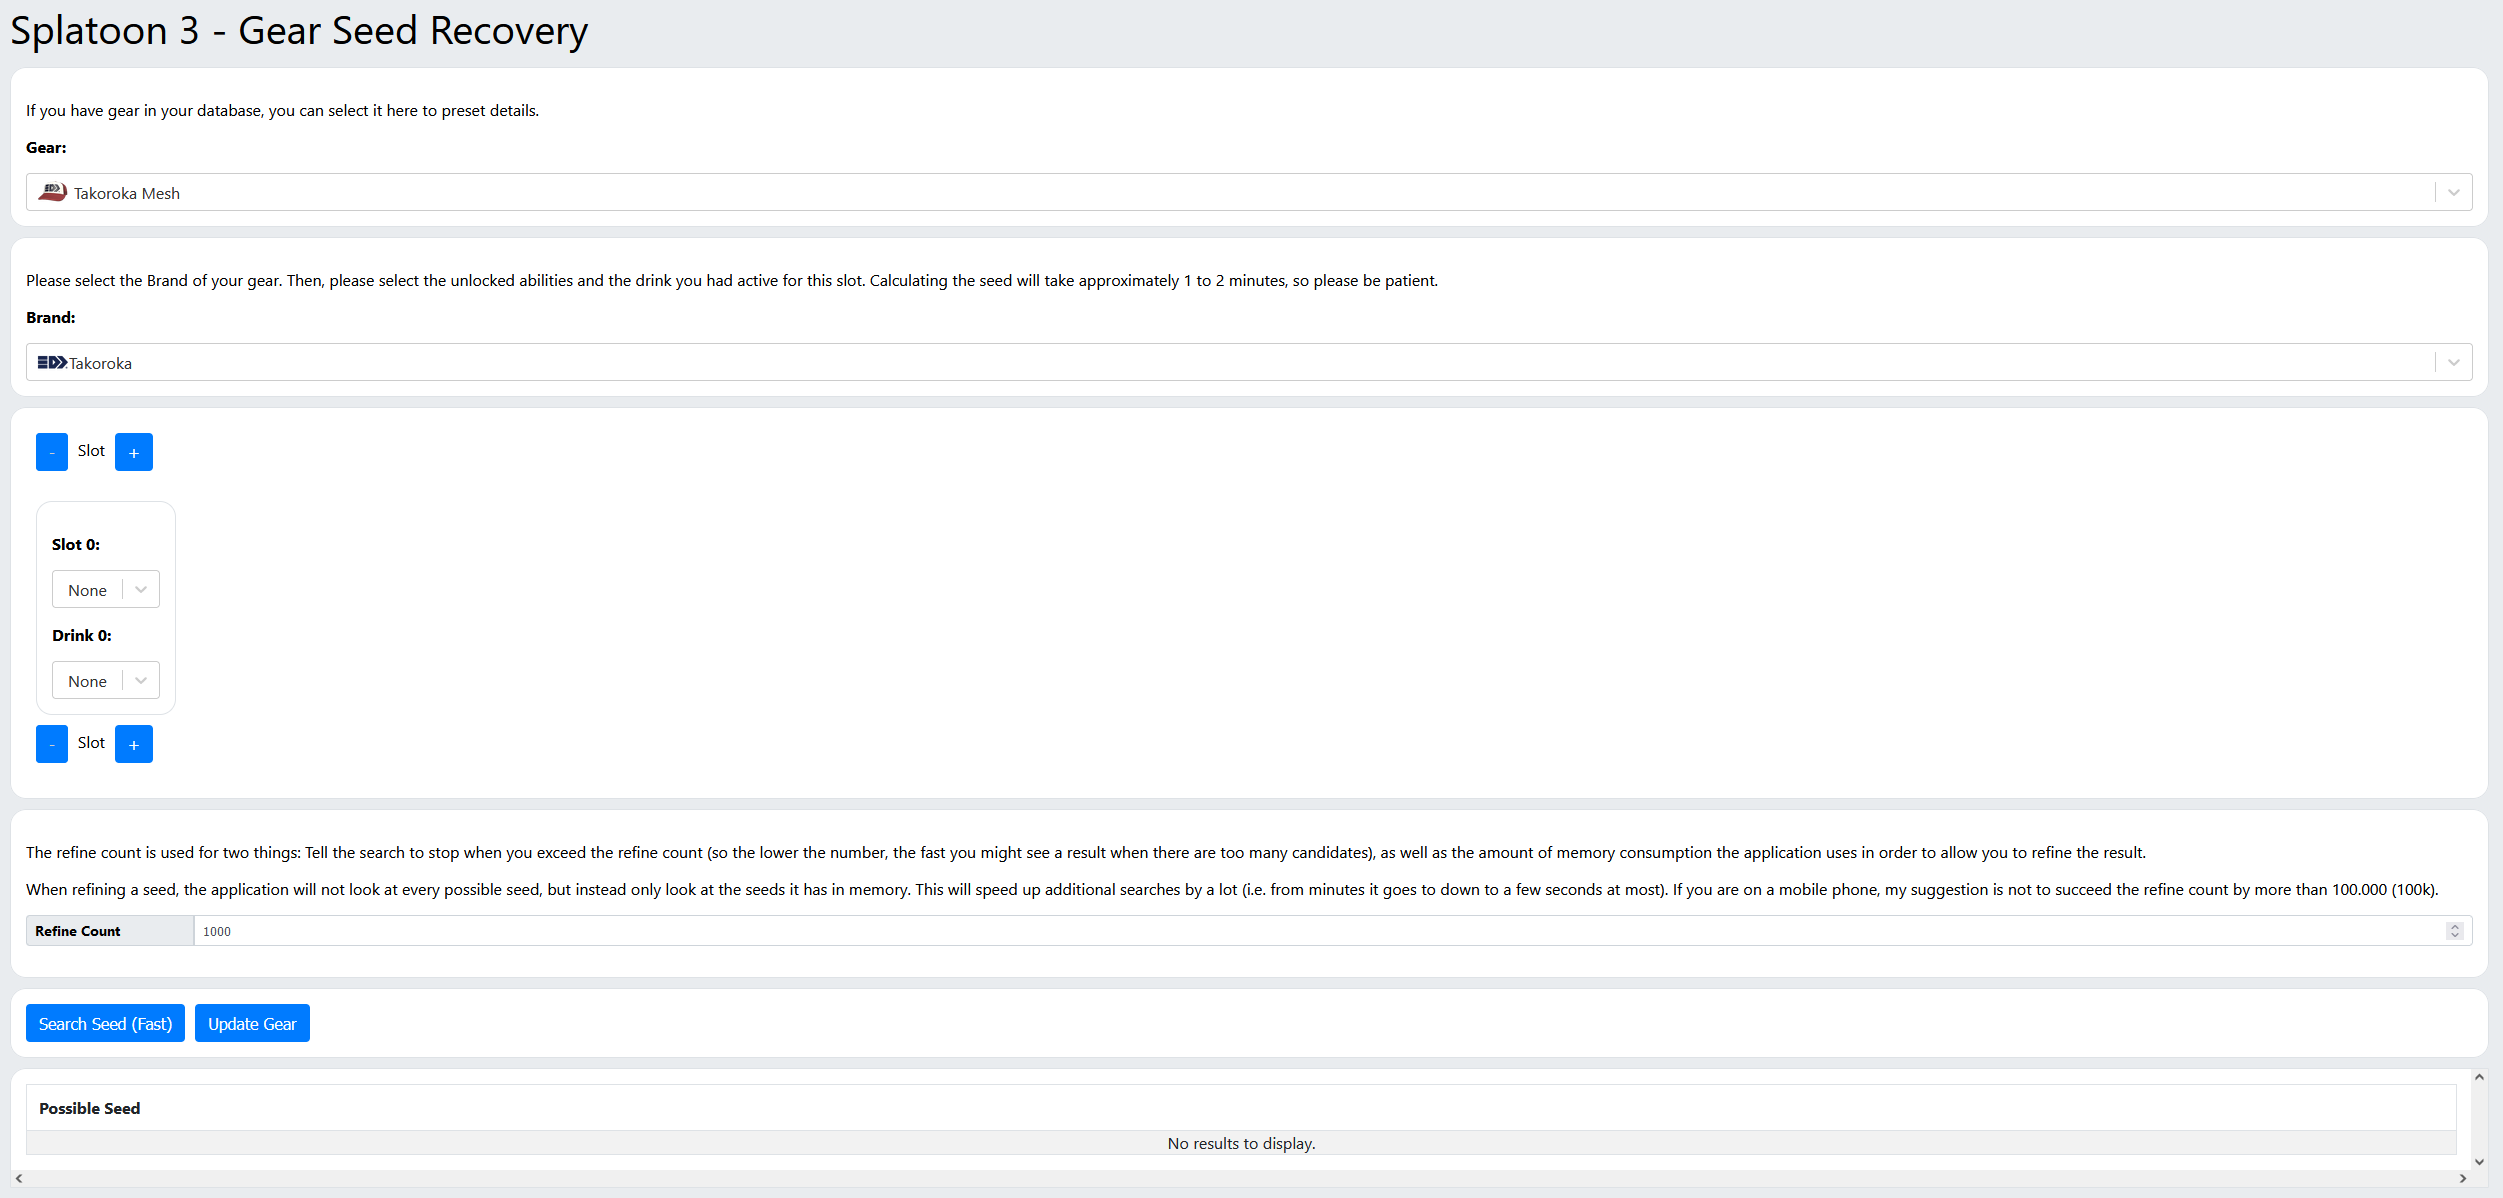 Splatoon 3 - Gear Seed Recovery
If you have gear in your database, you can select it here to preset details.
Gear:
Takoroka Mesh
Please select the Brand of your gear. Then, please select the unlocked abilities and the drink you had active for this slot. Calculating the seed will take approximately 1 to 2 minutes, so please be patient.
Brand:
Takoroka
- Slot +
Slot 0:
None
Drink 0:
None
- Slot +
The refine count is used for two things: Tell the search to stop when you exceed the refine count (so the lower the number, the fast you might see a result when there are too many candidates), as well as the amount of memory consumption the application uses in order to allow you to refine the result.
When refining a seed, the application will not look at every possible seed, but instead only look at the seeds it has in memory. This will speed up additional searches by a lot (i.e. from minutes it goes to down to a few seconds at most). If you are on a mobile phone, my suggestion is not to succeed the refine count by more than 100.000 (100k).
Refine Count 1000
Search Seed (Fast) Update Gear
Possible Seed
No results to display.